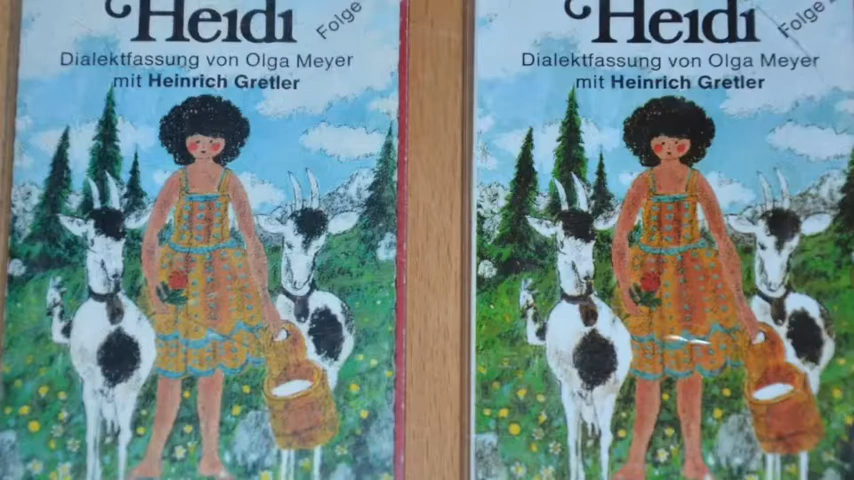 Heidi
Folge
Dialektfassung von Olga Meyer
mit Heinrich Gretler
Heidi
Folge
Dialektfassung von Olga Meyer
mit Heinrich Gretler